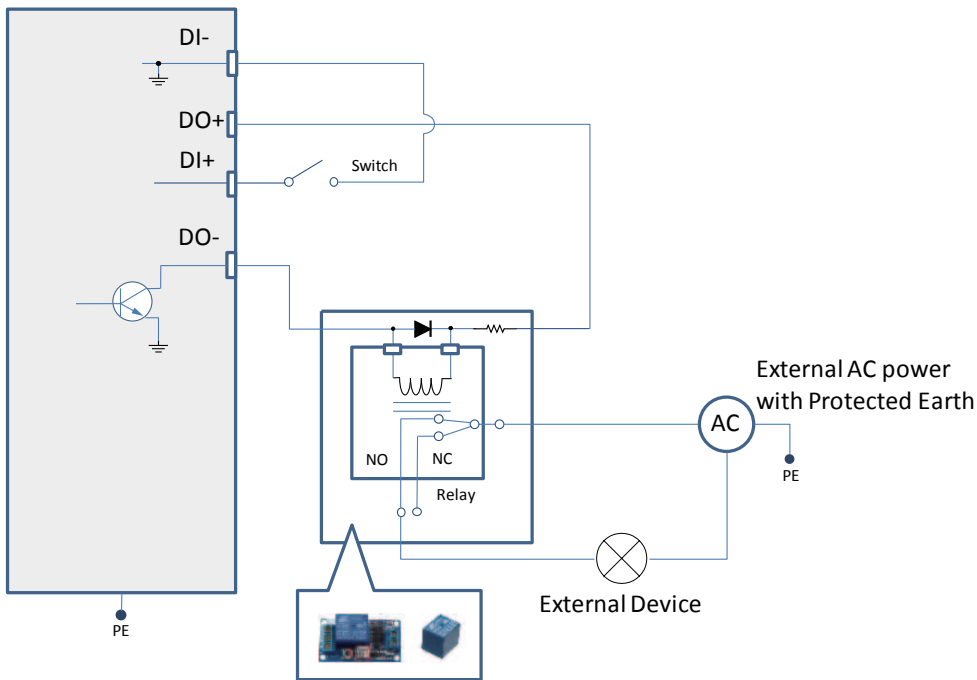 DI-
DO+
DI+
Switch
DO-
External AC power
with Protected Earth
AC
NO
NC
PE
Relay
External Device
PE